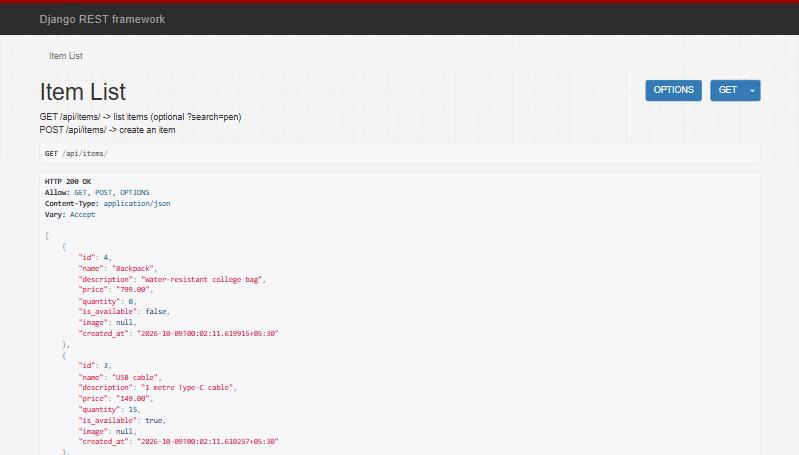 Django REST framework
Item List
Item List
OPTIONS
GET
GET /api/items/ -> list items (optional ?search=pen)
POST /api/items/ -> create an item
GET /api/items/
HTTP 200 OK
Allow: GET, POST, OPTIONS
Content-Type: application/json
Vary: Accept
[
{
"id": 4,
"name": "Backpack",
"description": "Water-resistant college bag",
"price": "799.00",
"quantity": 0,
"is_available": false,
"image": null,
"created_at": "2026-10-09T00:02:11.619915+05:30"
},
{
"id": 3,
"name": "USB cable",
"description": "1 metre Type-C cable",
"price": "149.00",
"quantity": 15,
"is_available": true,
"image": null,
"created_at": "2026-10-09T00:02:11.610257+05:30"
},